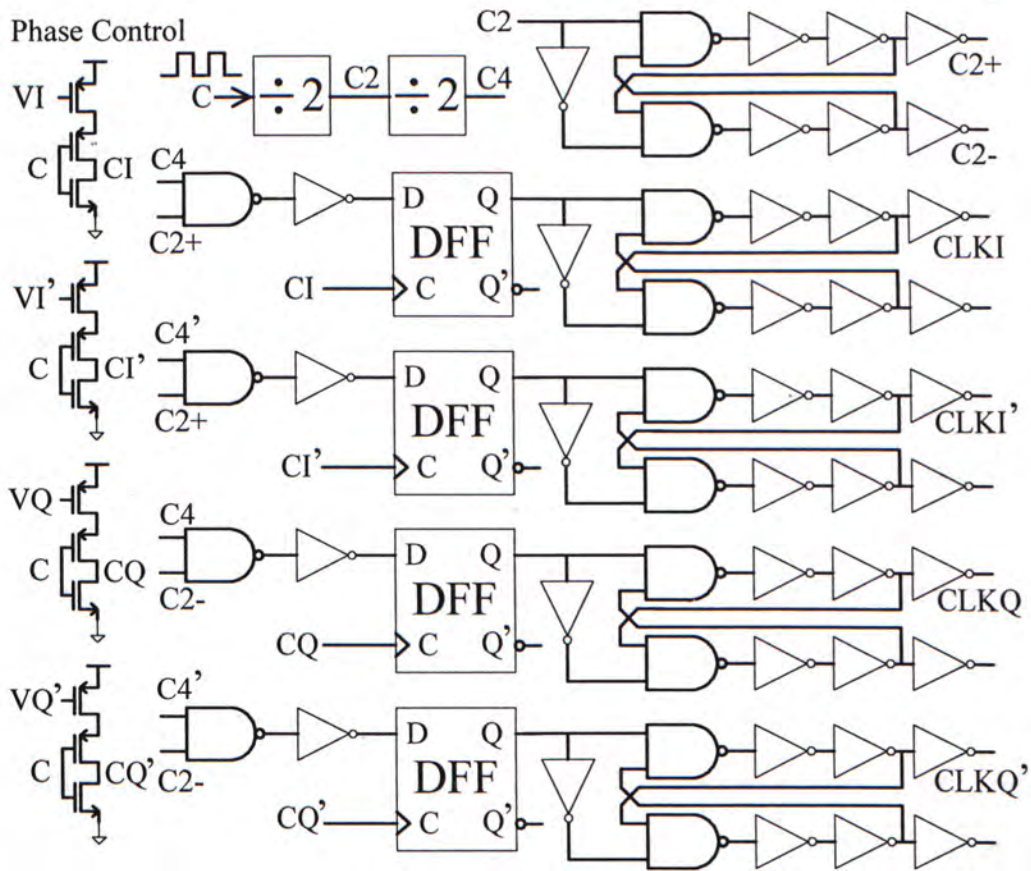 Phase Control
VI
C CI
VI'
C CI'
VQ
C CQ
VQ'
C CQ'
C ÷2 C2 ÷2 C4
C2
C2+
C2-
C4
C2+
D Q
DFF
CI C Q'
CLKI
C4'
C2+
D Q
DFF
CI' C Q'
CLKI'
C4
C2-
D Q
DFF
CQ C Q'
CLKQ
C4'
C2-
D Q
DFF
CQ' C Q'
CLKQ'